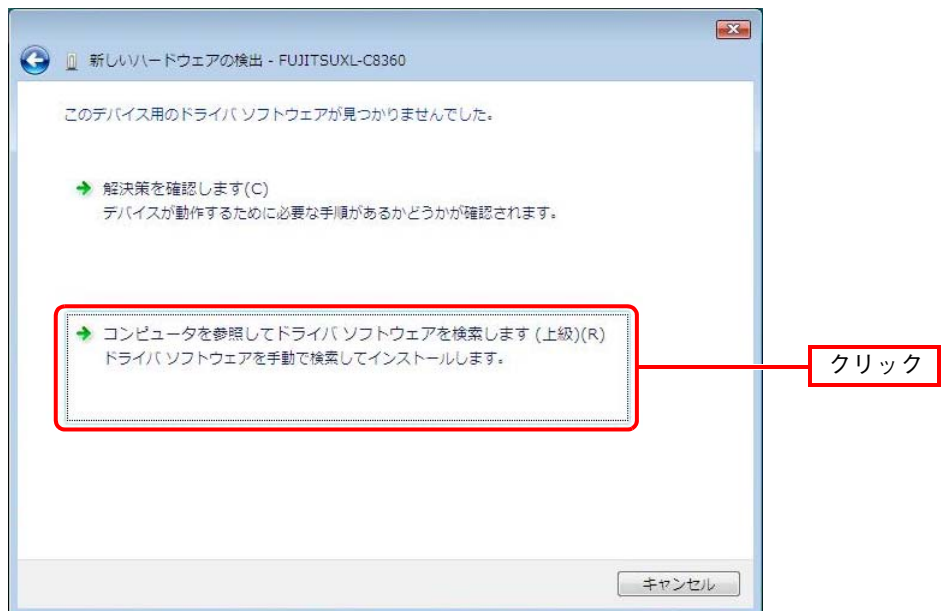 新しいハードウェアの検出 - FUJITSUXL-C8360
このデバイス用のドライバ ソフトウェアが見つかりませんでした。
解決策を確認します(C)
デバイスが動作するために必要な手順があるかどうかが確認されます。
コンピュータを参照してドライバ ソフトウェアを検索します (上級)(R)
ドライバ ソフトウェアを手動で検索してインストールします。
クリック
キャンセル